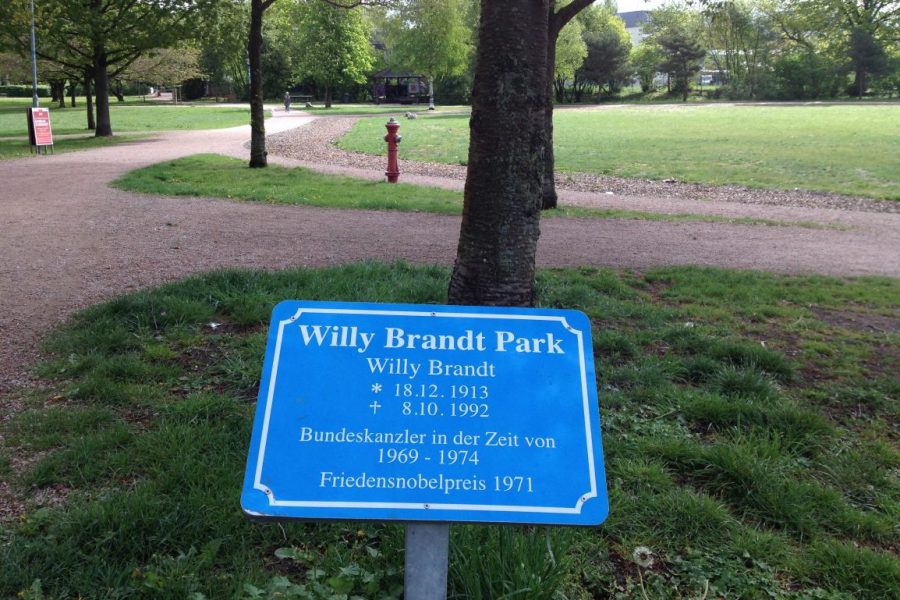 Willy Brandt Park
Willy Brandt
* 18.12. 1913
† 8.10. 1992
Bundeskanzler in der Zeit von
1969 - 1974
Friedensnobelpreis 1971